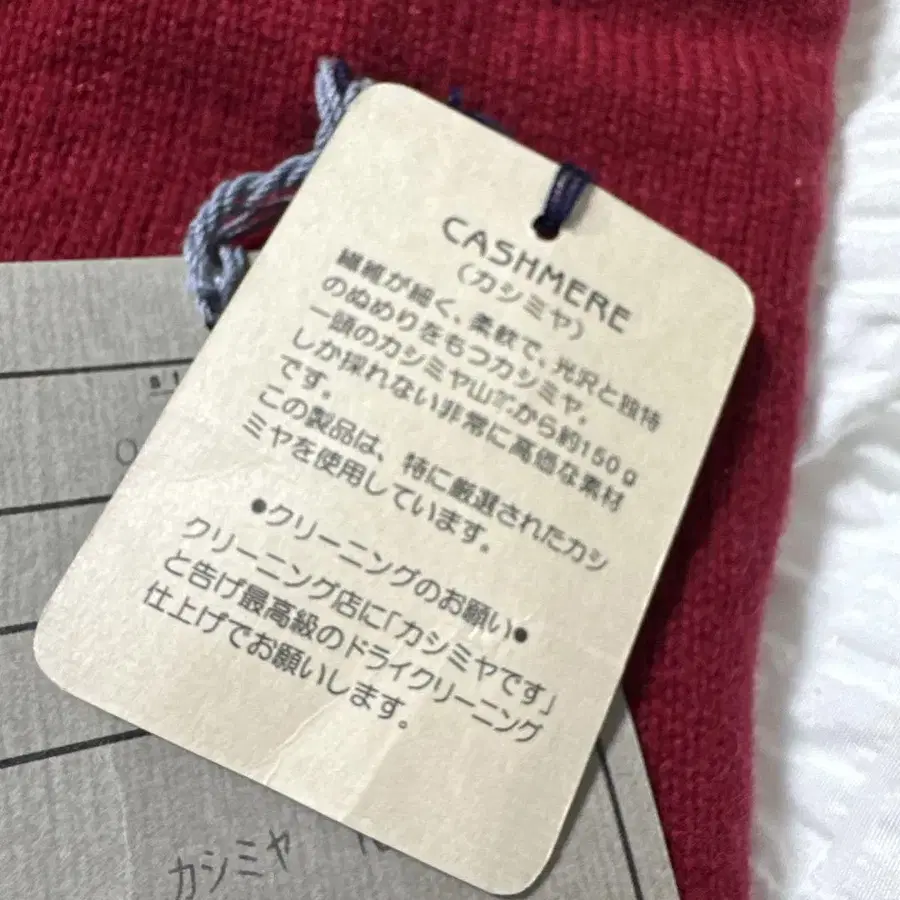 CASHMERE
(カシミヤ)
繊維が細く、柔軟で、光沢と独特
のぬめりをもつカシミヤ。
一頭のカシミヤ山羊から約150g
しか採れない非常に高価な素材
です。
この製品は、特に厳選されたカシ
ミヤを使用しています。
●クリーニングのお願い●
クリーニング店に「カシミヤです」
と告げ最高級のドライクリーニング
仕上げでお願いします。
カシミヤ